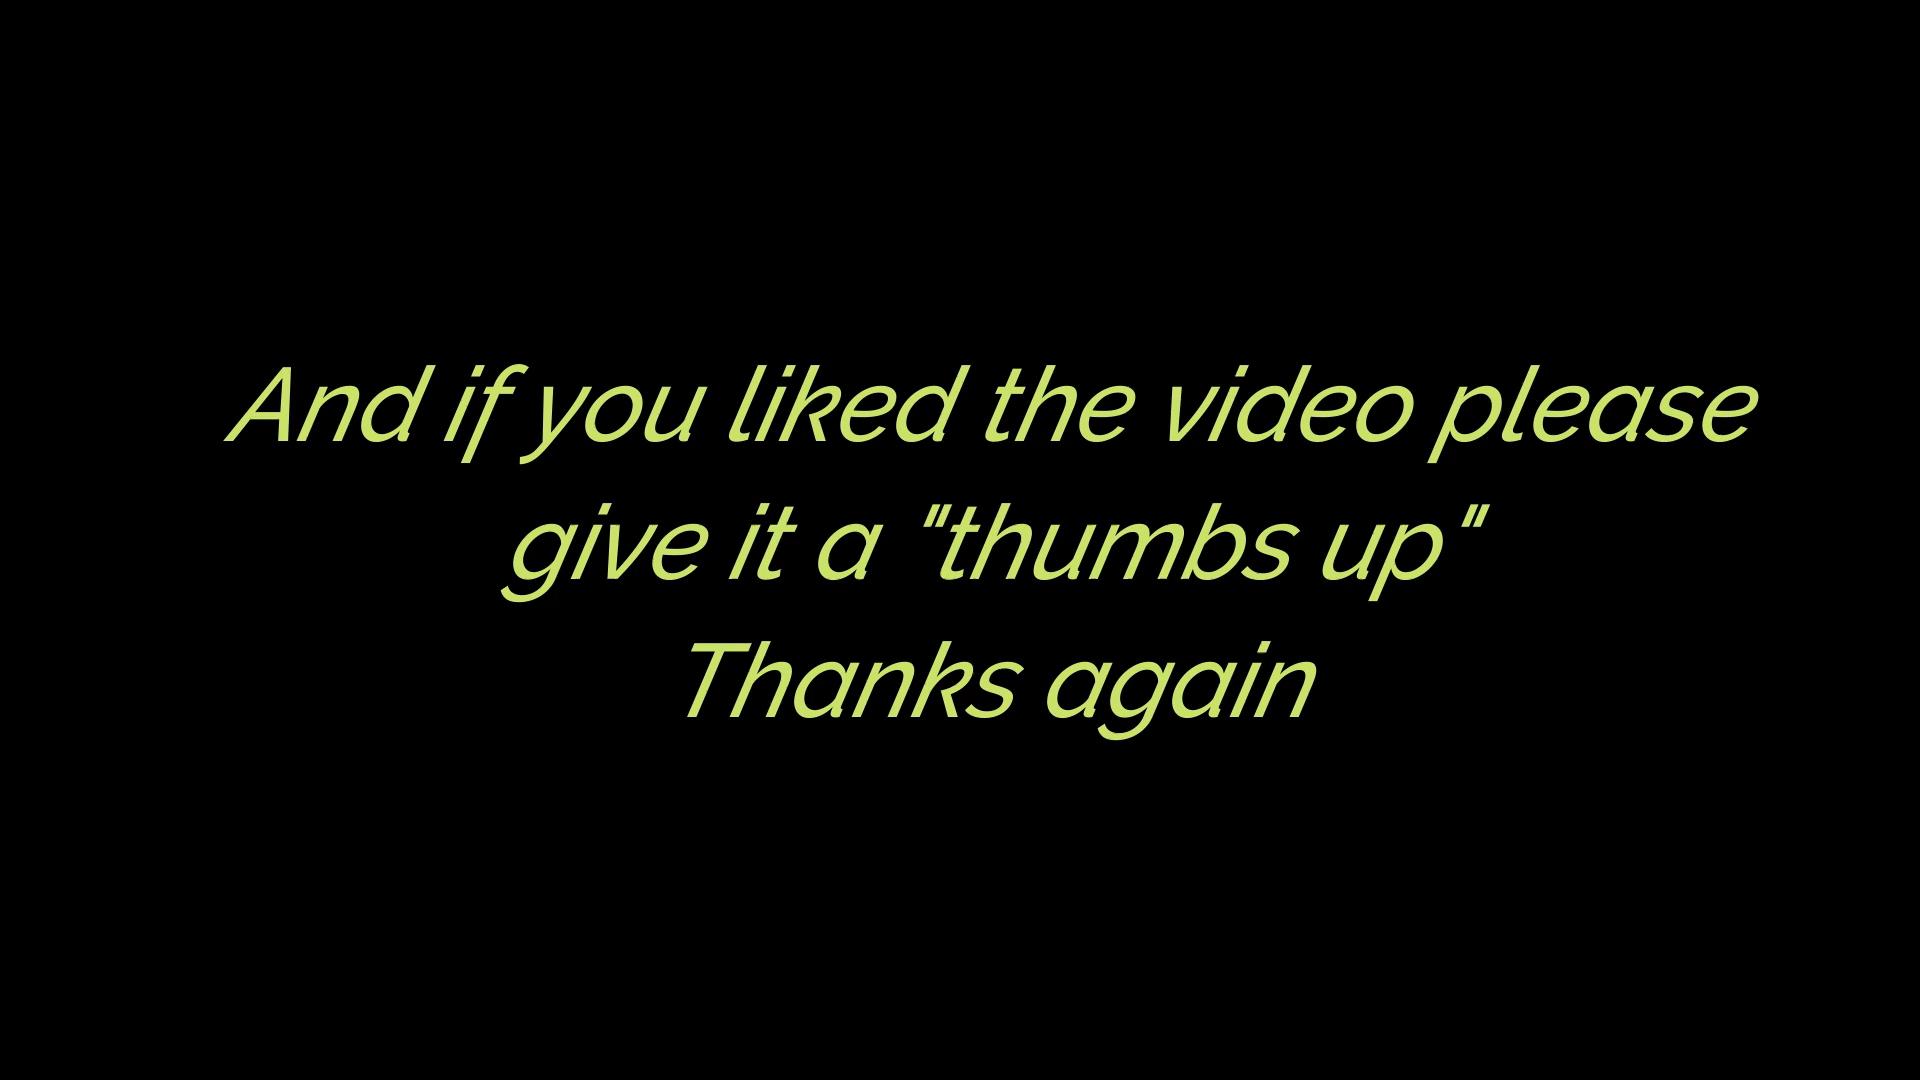 And if you liked the video please
give it a "thumbs up"
Thanks again